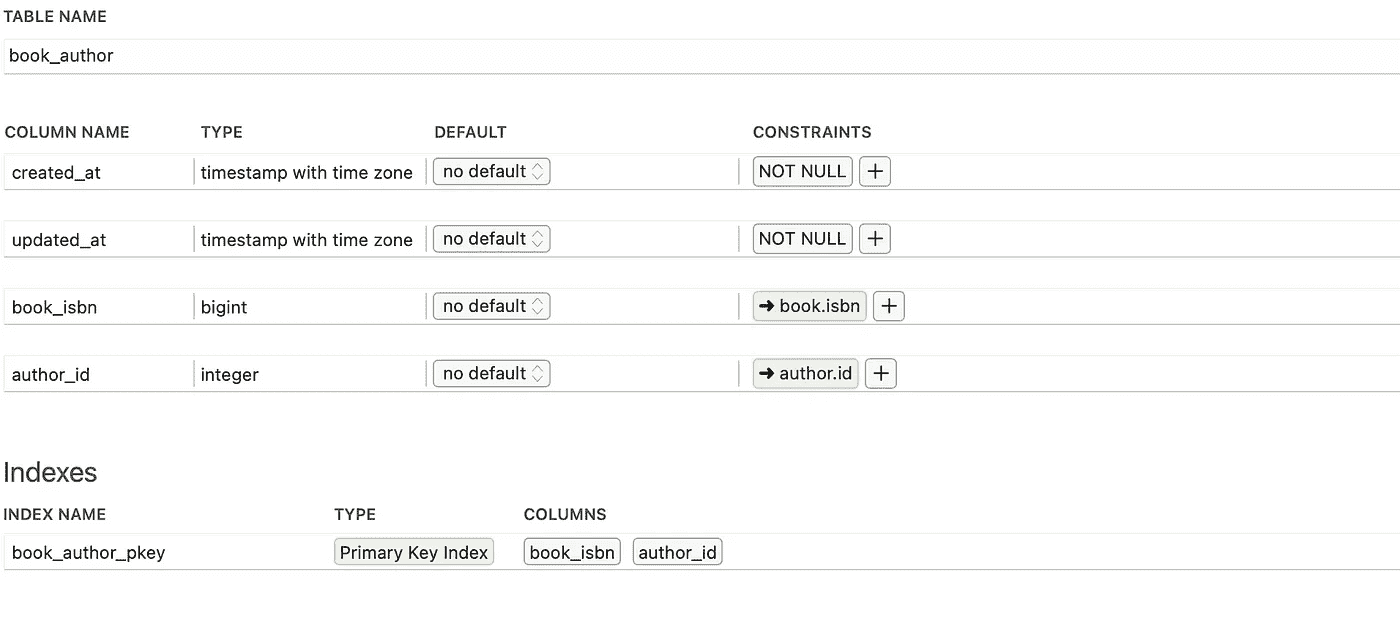 TABLE NAME
book_author
COLUMN NAME TYPE DEFAULT CONSTRAINTS
created_at timestamp with time zone no default NOT NULL +
updated_at timestamp with time zone no default NOT NULL +
book_isbn bigint no default ➜ book.isbn +
author_id integer no default ➜ author.id +
Indexes
INDEX NAME TYPE COLUMNS
book_author_pkey Primary Key Index book_isbn author_id